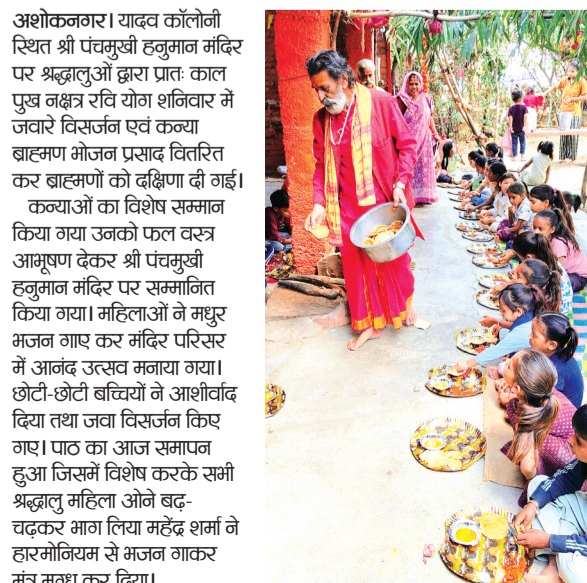 अशोकनगर। यादव कॉलोनी
स्थित श्री पंचमुखी हनुमान मंदिर
पर श्रद्धालुओं द्वारा प्रातः काल
पुख नक्षत्र रवि योग शनिवार में
जवारे विसर्जन एवं कन्या
ब्राह्मण भोजन प्रसाद वितरित
कर ब्राह्मणों को दक्षिणा दी गई।
कन्याओं का विशेष सम्मान
किया गया उनको फल वस्त्र
आभूषण देकर श्री पंचमुखी
हनुमान मंदिर पर सम्मानित
किया गया। महिलाओं ने मधुर
भजन गाए कर मंदिर परिसर
में आनंद उत्सव मनाया गया।
छोटी-छोटी बच्चियों ने आशीर्वाद
दिया तथा जवा विसर्जन किए
गए। पाठ का आज समापन
हुआ जिसमें विशेष करके सभी
श्रद्धालु महिला ओने बढ़-
चढ़कर भाग लिया महेंद्र शर्मा ने
हारमोनियम से भजन गाकर
मंत्र मुग्ध कर दिया।